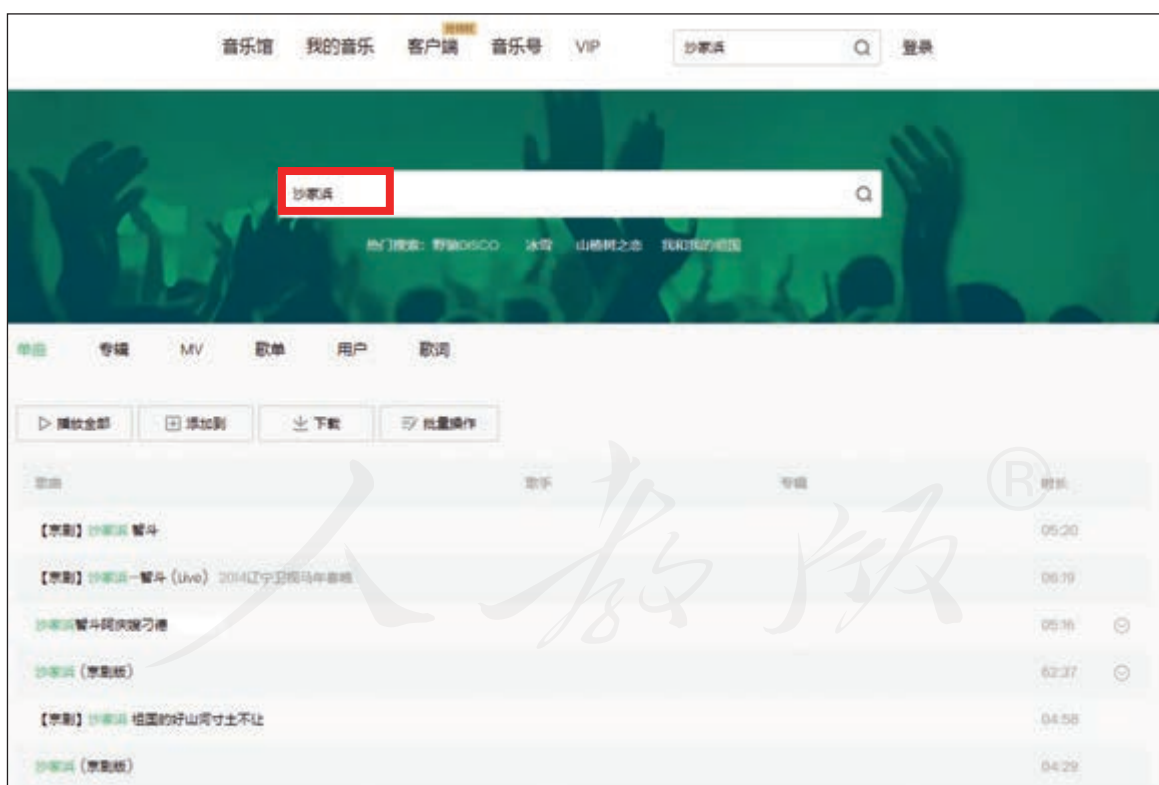 音乐馆 我的音乐 客户端 音乐号 VIP 沙家浜 登录
沙家浜
热门搜索: 野狼DISCO 冰雪 山楂树之恋 我和我的祖国
单曲 专辑 MV 歌单 用户 歌词
播放全部 添加到 下载 批量操作
歌曲 歌手 专辑 时长
【京剧】沙家浜 智斗 05:20
【京剧】沙家浜-智斗 (Live) 2014辽宁卫视马年春晚 06:19
沙家浜智斗阿庆嫂刁德 05:16
沙家浜 (京剧版) 62:37
【京剧】沙家浜 祖国的好山河寸土不让 04:58
沙家浜 (京剧版) 04:29
人教版®